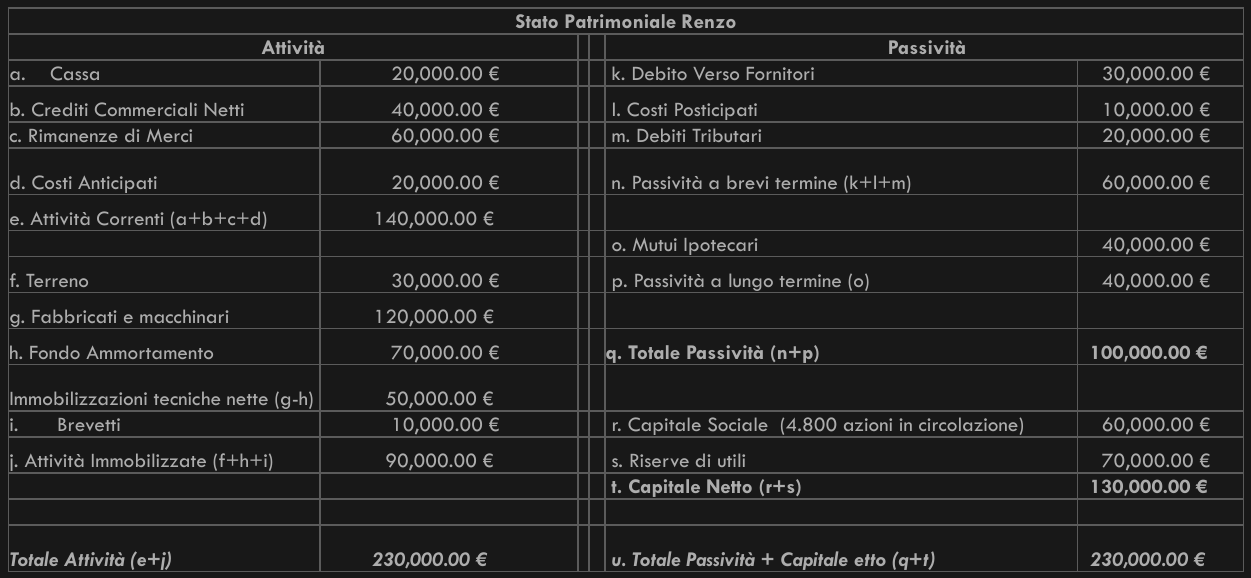 Stato Patrimoniale Renzo
Attività Passività
a. Cassa 20,000.00 € k. Debito Verso Fornitori 30,000.00 €
b. Crediti Commerciali Netti 40,000.00 € l. Costi Posticipati 10,000.00 €
c. Rimanenze di Merci 60,000.00 € m. Debiti Tributari 20,000.00 €
d. Costi Anticipati 20,000.00 € n. Passività a brevi termine (k+l+m) 60,000.00 €
e. Attività Correnti (a+b+c+d) 140,000.00 €
o. Mutui Ipotecari 40,000.00 €
f. Terreno 30,000.00 € p. Passività a lungo termine (o) 40,000.00 €
g. Fabbricati e macchinari 120,000.00 €
h. Fondo Ammortamento 70,000.00 € q. Totale Passività (n+p) 100,000.00 €
Immobilizzazioni tecniche nette (g-h) 50,000.00 €
i. Brevetti 10,000.00 € r. Capitale Sociale (4.800 azioni in circolazione) 60,000.00 €
j. Attività Immobilizzate (f+h+i) 90,000.00 € s. Riserve di utili 70,000.00 €
t. Capitale Netto (r+s) 130,000.00 €
Totale Attività (e+j) 230,000.00 € u. Totale Passività + Capitale etto (q+t) 230,000.00 €